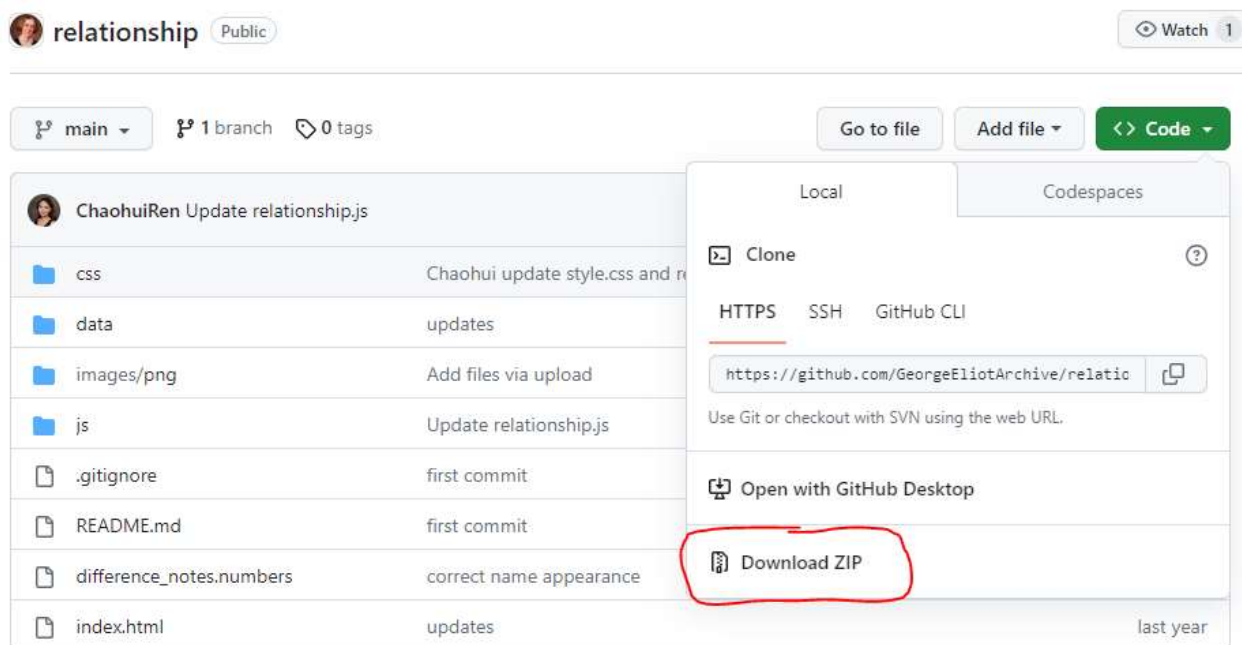 relationship Public Watch 1
main 1 branch 0 tags Go to file Add file <> Code
Local Codespaces
ChaohuiRen Update relationship.js
Clone
css Chaohui update style.css and
HTTPS SSH GitHub CLI
data updates
images/png Add files via upload
https://github.com/GeorgeEliotArchive/relatio
Use Git or checkout with SVN using the web URL.
js Update relationship.js
.gitignore first commit
Open with GitHub Desktop
README.md first commit
Download ZIP
difference_notes.numbers correct name appearance
index.html updates last year